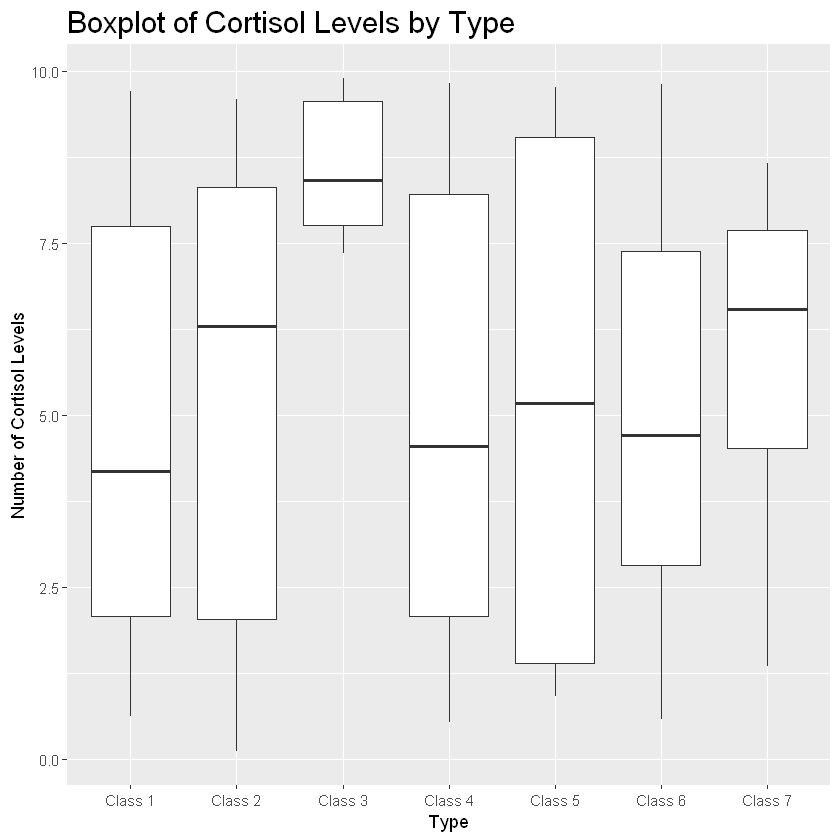 Boxplot of Cortisol Levels by Type
Number of Cortisol Levels
10.0
7.5
5.0
2.5
0.0
Class 1 Class 2 Class 3 Class 4 Class 5 Class 6 Class 7
Type